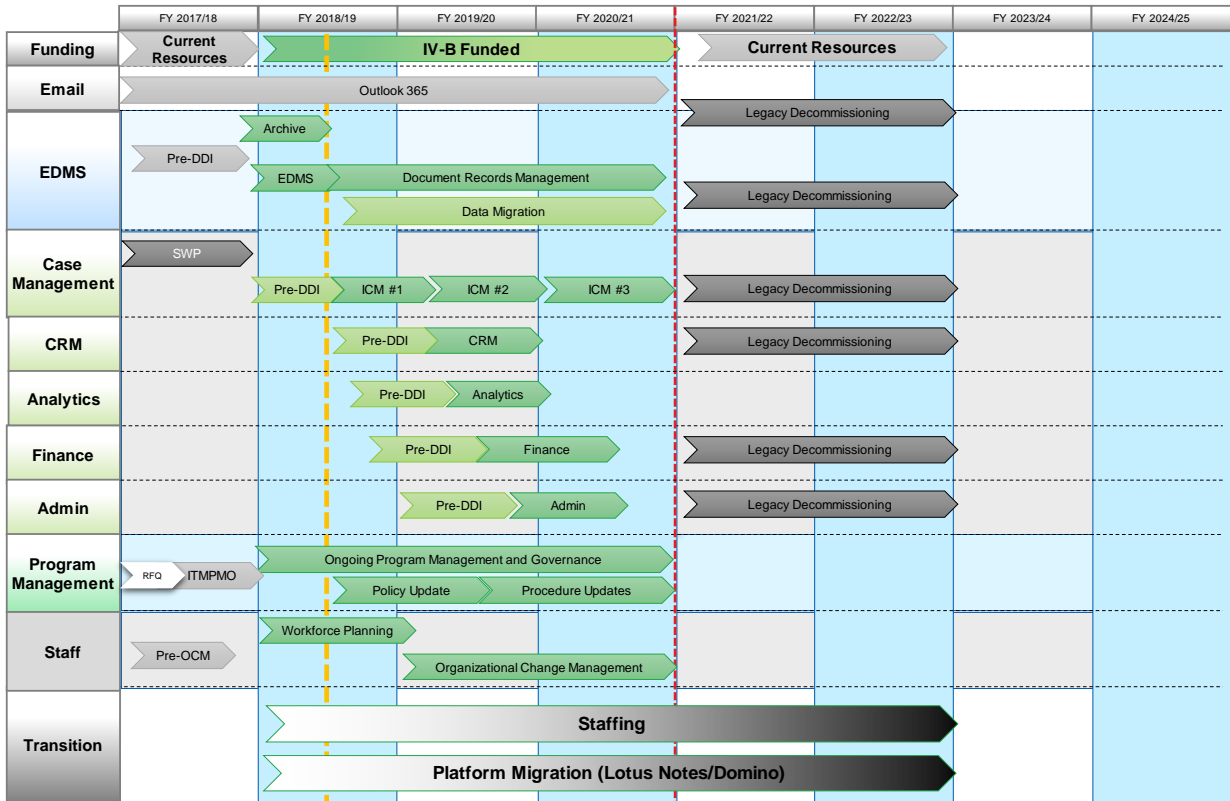 FY 2017/18
FY 2018/19
FY 2019/20
FY 2020/21
FY 2021/22
FY 2022/23
FY 2023/24
FY 2024/25
Funding
Current
Resources
IV-B Funded
Current Resources
Email
Outlook 365
Legacy Decommissioning
EDMS
Archive
Pre-DDI
EDMS
Document Records Management
Data Migration
Legacy Decommissioning
Case
Management
SWP
Pre-DDI
ICM #1
ICM #2
ICM #3
Legacy Decommissioning
CRM
Pre-DDI
CRM
Legacy Decommissioning
Analytics
Pre-DDI
Analytics
Finance
Pre-DDI
Finance
Legacy Decommissioning
Admin
Pre-DDI
Admin
Legacy Decommissioning
Program
Management
RFQ
ITMPMO
Ongoing Program Management and Governance
Policy Update
Procedure Updates
Staff
Pre-OCM
Workforce Planning
Organizational Change Management
Transition
Staffing
Platform Migration (Lotus Notes/Domino)